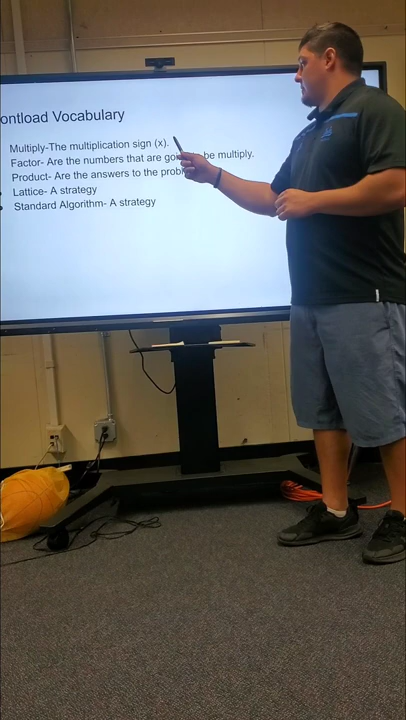 ontload Vocabulary
Multiply-The multiplication sign (x).
Factor- Are the numbers that are be multiply.
Product- Are the answers to the
Lattice- A strategy
Standard Algorithm- A strategy